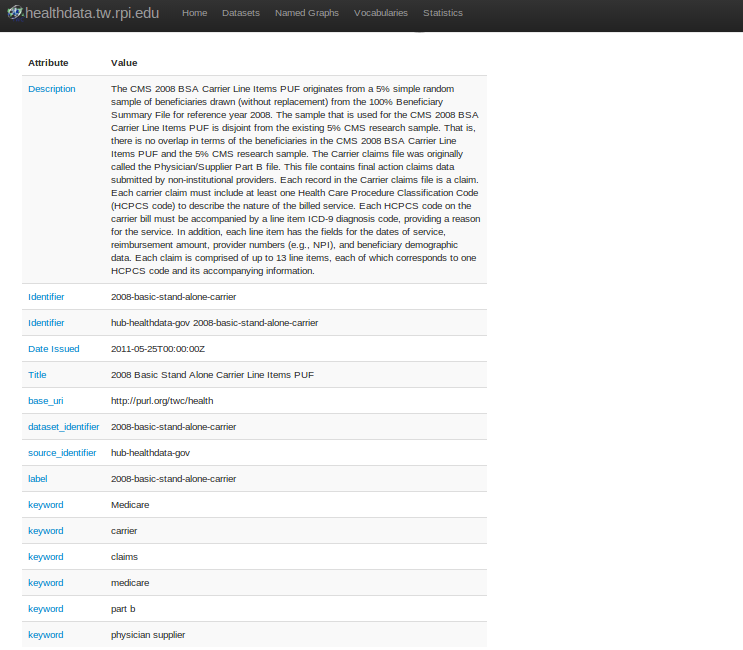 healthdata.tw.rpi.edu Home Datasets Named Graphs Vocabularies Statistics
Attribute Value
Description The CMS 2008 BSA Carrier Line Items PUF originates from a 5% simple random
sample of beneficiaries drawn (without replacement) from the 100% Beneficiary
Summary File for reference year 2008. The sample that is used for the CMS 2008 BSA
Carrier Line Items PUF is disjoint from the existing 5% CMS research sample. That is,
there is no overlap in terms of the beneficiaries in the CMS 2008 BSA Carrier Line
Items PUF and the 5% CMS research sample. The Carrier claims file was originally
called the Physician/Supplier Part B file. This file contains final action claims data
submitted by non-institutional providers. Each record in the Carrier claims file is a claim.
Each carrier claim must include at least one Health Care Procedure Classification Code
(HCPCS code) to describe the nature of the billed service. Each HCPCS code on the
carrier bill must be accompanied by a line item ICD-9 diagnosis code, providing a reason
for the service. In addition, each line item has the fields for the dates of service,
reimbursement amount, provider numbers (e.g., NPI), and beneficiary demographic
data. Each claim is comprised of up to 13 line items, each of which corresponds to one
HCPCS code and its accompanying information.
Identifier 2008-basic-stand-alone-carrier
Identifier hub-healthdata-gov 2008-basic-stand-alone-carrier
Date Issued 2011-05-25T00:00:00Z
Title 2008 Basic Stand Alone Carrier Line Items PUF
base_uri http://purl.org/twc/health
dataset_identifier 2008-basic-stand-alone-carrier
source_identifier hub-healthdata-gov
label 2008-basic-stand-alone-carrier
keyword Medicare
keyword carrier
keyword claims
keyword medicare
keyword part b
keyword physician supplier